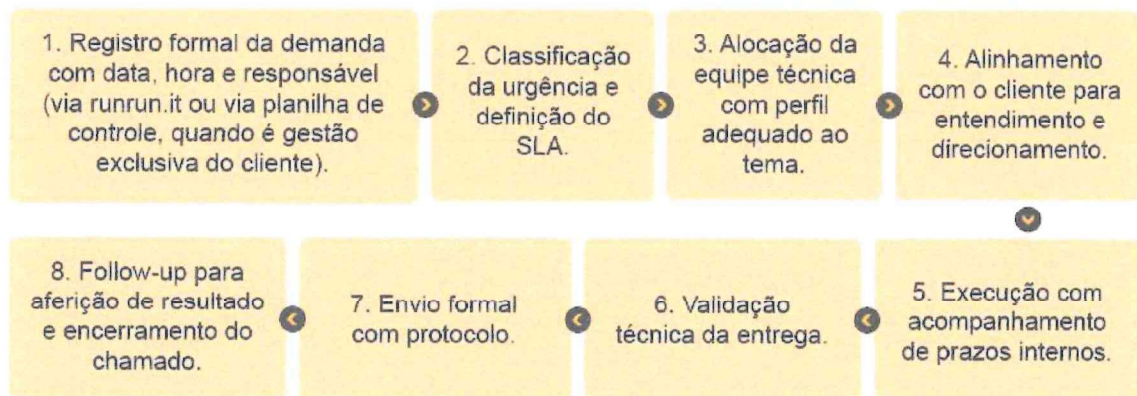 1. Registro formal da demanda
com data, hora e responsável
(via runrun.it ou via planilha de
controle, quando é gestão
exclusiva do cliente).
2. Classificação
da urgência e
definição do
SLA.
3. Alocação da
equipe técnica
com perfil
adequado ao
tema.
4. Alinhamento
com o cliente para
entendimento e
direcionamento.
5. Execução com
acompanhamento
de prazos internos.
6. Validação
técnica da entrega.
7. Envio formal
com protocolo.
8. Follow-up para
aferição de resultado
e encerramento do
chamado.